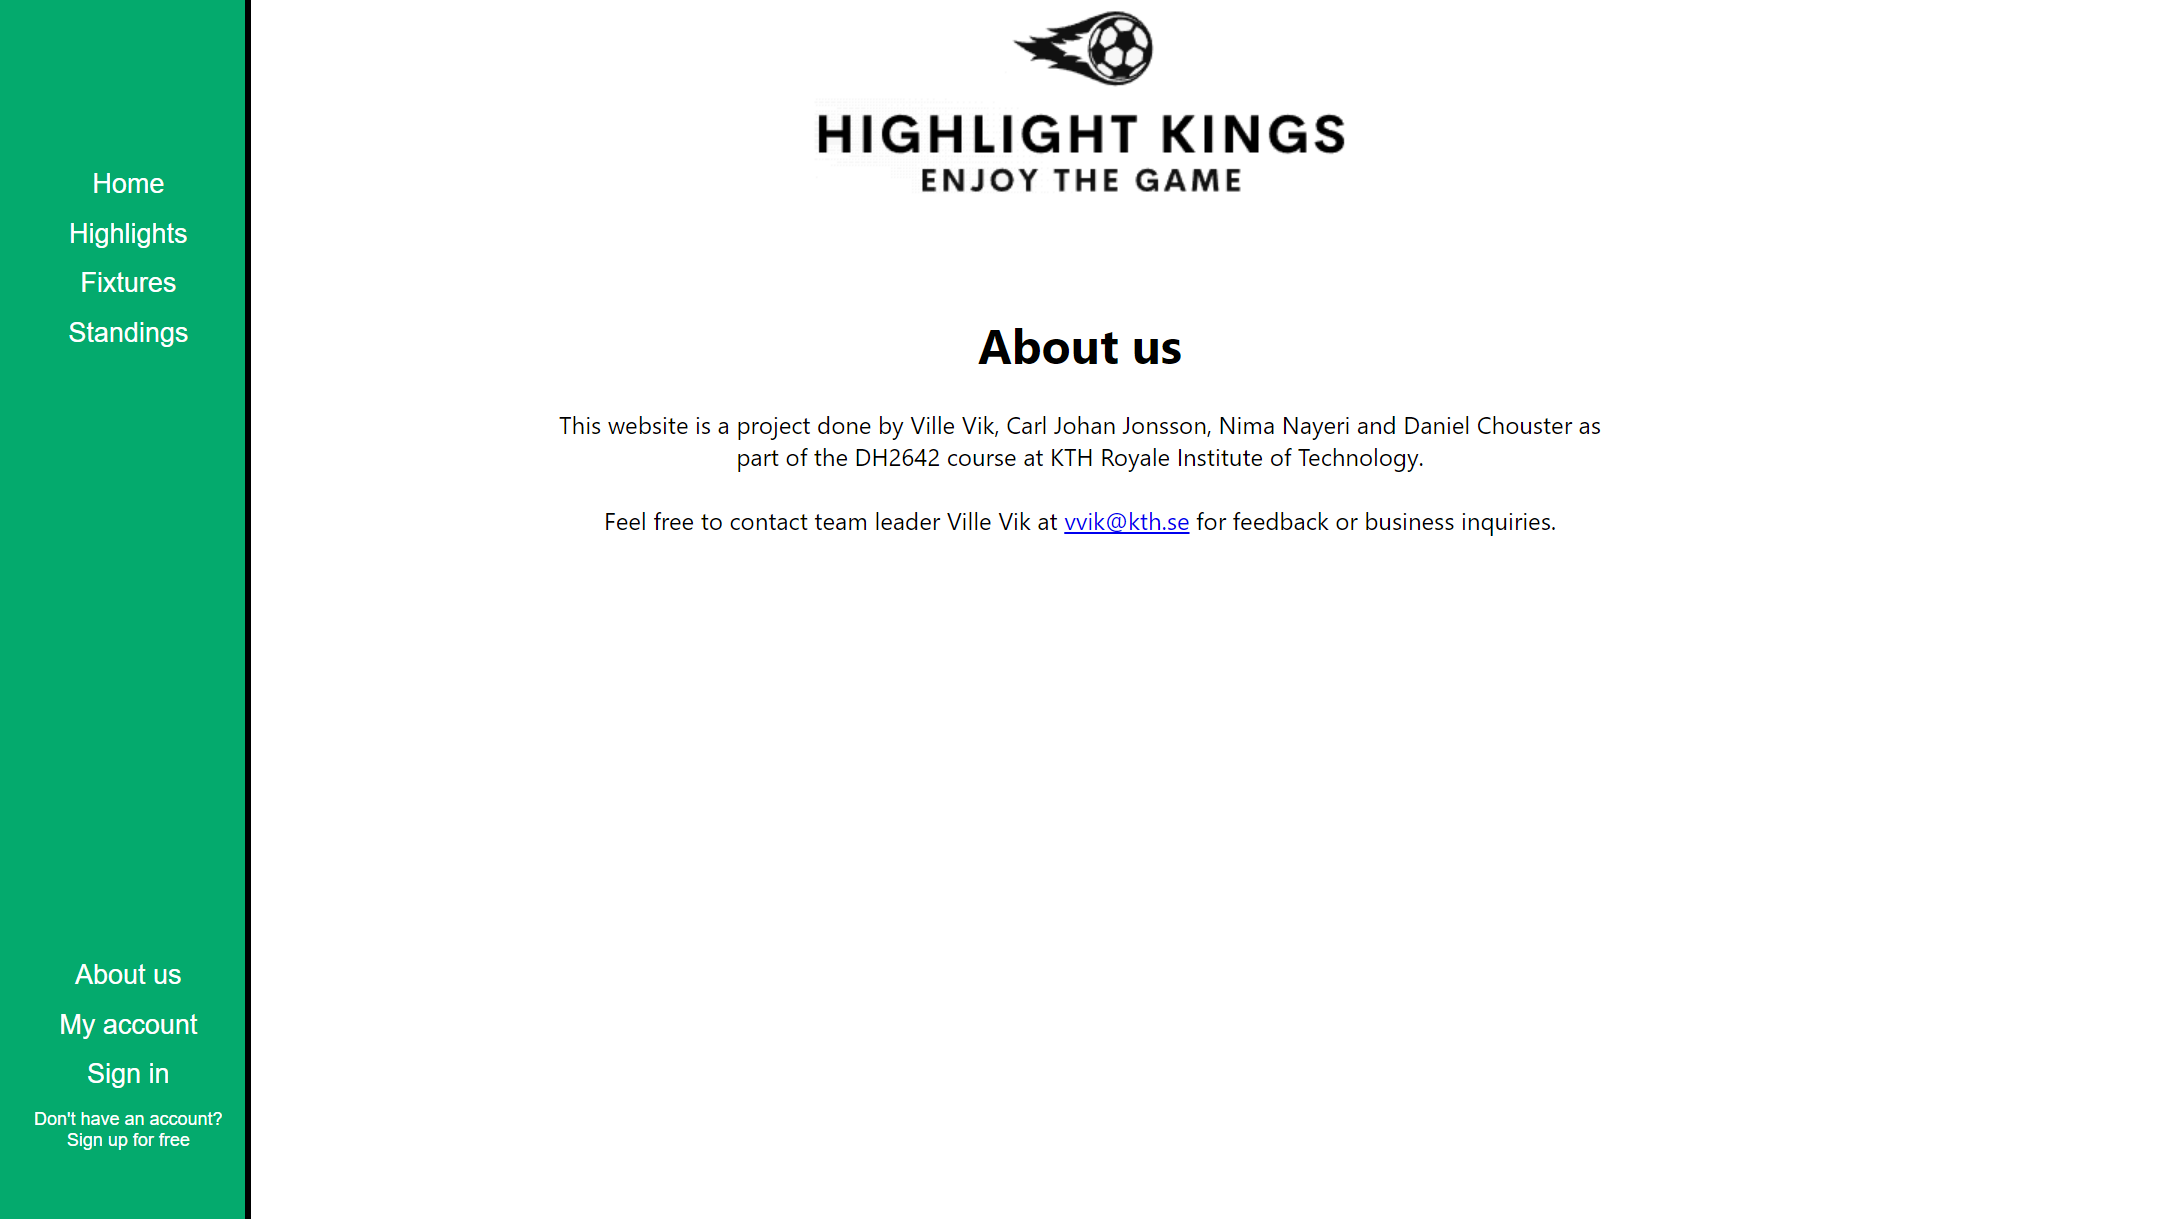 Home
Highlights
Fixtures
Standings
About us
My account
Sign in
Don't have an account?
Sign up for free
HIGHLIGHT KINGS
ENJOY THE GAME
About us
This website is a project done by Ville Vik, Carl Johan Jonsson, Nima Nayeri and Daniel Chouster as
part of the DH2642 course at KTH Royale Institute of Technology.
Feel free to contact team leader Ville Vik at vvik@kth.se for feedback or business inquiries.